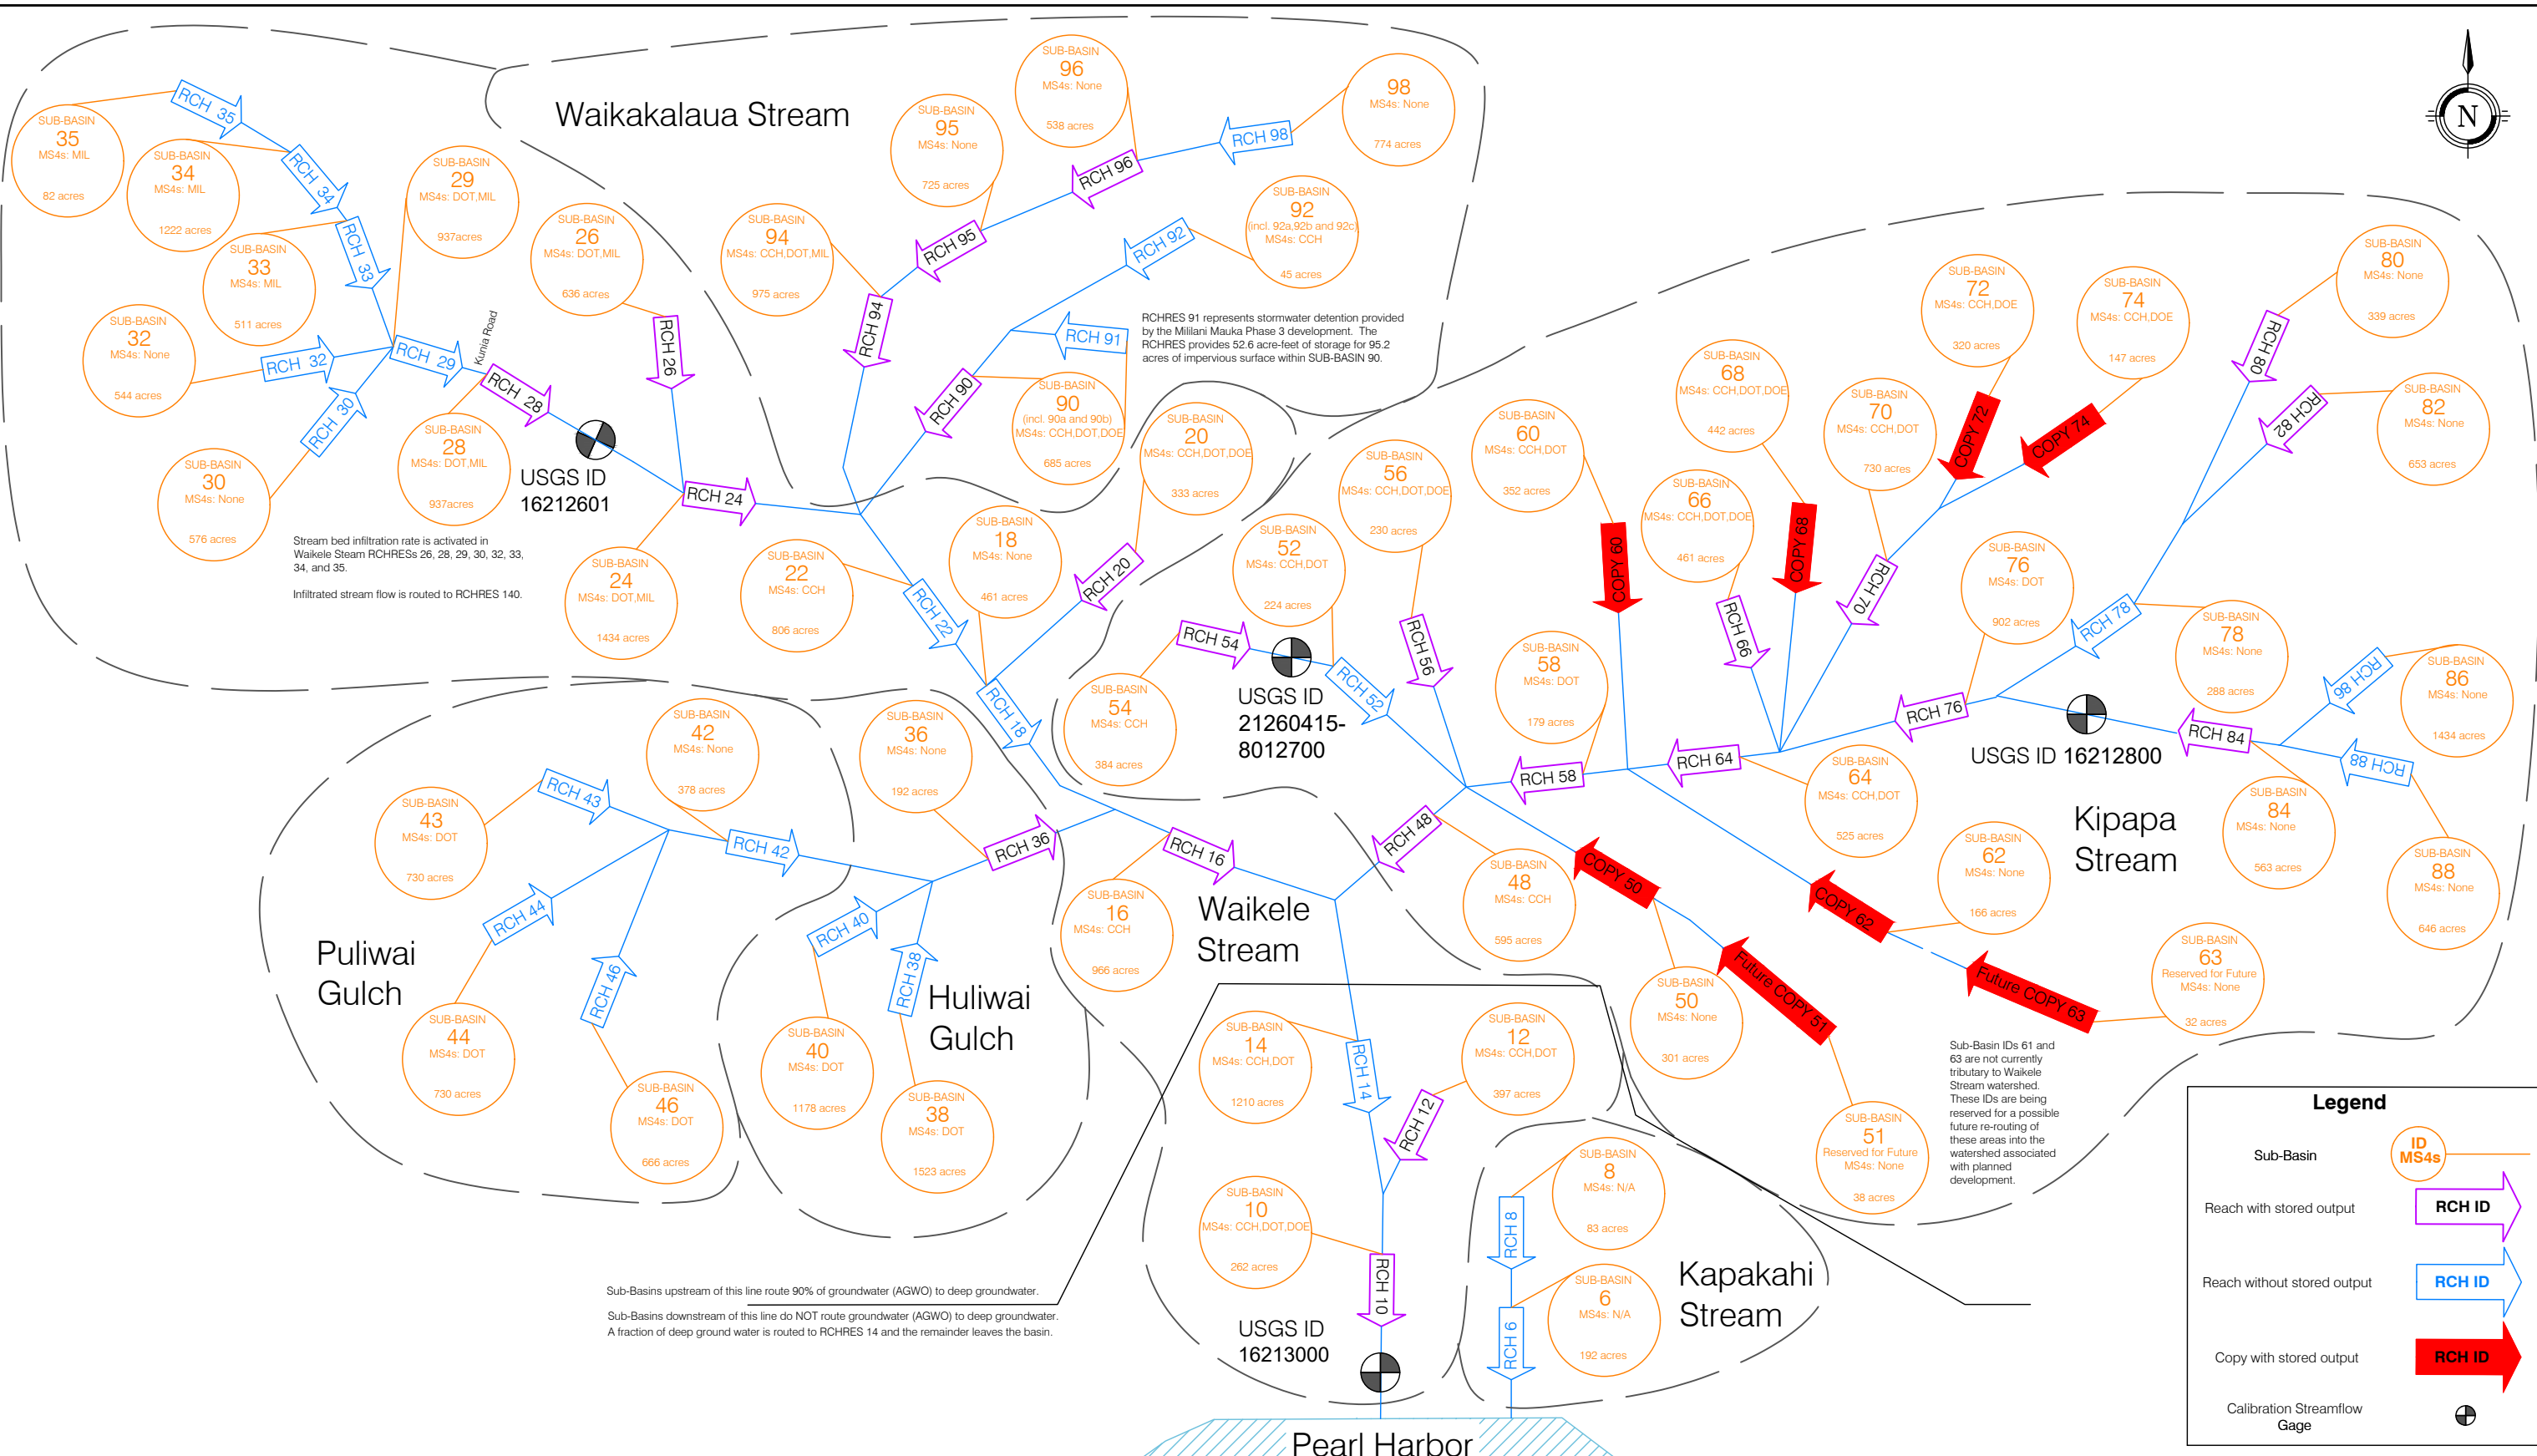 Waikakalaua Stream
SUB-BASIN
35
MS4s: MIL
82 acres
RCH 35
SUB-BASIN
34
MS4s: MIL
1222 acres
RCH 34
SUB-BASIN
33
MS4s: MIL
511 acres
RCH 33
SUB-BASIN
29
MS4s: DOT,MIL
937acres
SUB-BASIN
32
MS4s: None
544 acres
RCH 32
RCH 29
Kunia Road
SUB-BASIN
30
MS4s: None
576 acres
RCH 30
SUB-BASIN
28
MS4s: DOT,MIL
937acres
RCH 28
USGS ID
16212601
SUB-BASIN
26
MS4s: DOT,MIL
636 acres
RCH 26
Stream bed infiltration rate is activated in
Waikele Steam RCHRESs 26, 28, 29, 30, 32, 33,
34, and 35.
Infiltrated stream flow is routed to RCHRES 140.
SUB-BASIN
24
MS4s: DOT,MIL
1434 acres
RCH 24
SUB-BASIN
94
MS4s: CCH,DOT,MIL
975 acres
RCH 94
SUB-BASIN
95
MS4s: None
725 acres
RCH 95
SUB-BASIN
96
MS4s: None
538 acres
RCH 96
98
MS4s: None
774 acres
RCH 98
SUB-BASIN
92
(incl. 92a,92b and 92c)
MS4s: CCH
45 acres
RCH 92
RCH 91
RCHRES 91 represents stormwater detention provided
by the Mililani Mauka Phase 3 development. The
RCHRES provides 52.6 acre-feet of storage for 95.2
acres of impervious surface within SUB-BASIN 90.
RCH 90
SUB-BASIN
90
(incl. 90a and 90b)
MS4s: CCH,DOT,DOE
685 acres
SUB-BASIN
20
MS4s: CCH,DOT,DOE
333 acres
RCH 20
SUB-BASIN
18
MS4s: None
461 acres
SUB-BASIN
22
MS4s: CCH
806 acres
RCH 22
RCH 18
SUB-BASIN
52
MS4s: CCH,DOT
224 acres
SUB-BASIN
56
MS4s: CCH,DOT,DOE
230 acres
RCH 54
SUB-BASIN
54
MS4s: CCH
384 acres
USGS ID
21260415-
8012700
RCH 52
RCH 56
SUB-BASIN
60
MS4s: CCH,DOT
352 acres
COPY 60
SUB-BASIN
58
MS4s: DOT
179 acres
RCH 58
SUB-BASIN
68
MS4s: CCH,DOT,DOE
442 acres
COPY 68
SUB-BASIN
66
MS4s: CCH,DOT,DOE
461 acres
RCH 66
SUB-BASIN
70
MS4s: CCH,DOT
730 acres
RCH 70
SUB-BASIN
72
MS4s: CCH,DOE
320 acres
COPY 72
SUB-BASIN
74
MS4s: CCH,DOE
147 acres
COPY 74
SUB-BASIN
80
MS4s: None
339 acres
RCH 80
SUB-BASIN
82
MS4s: None
653 acres
RCH 82
SUB-BASIN
76
MS4s: DOT
902 acres
RCH 78
SUB-BASIN
78
MS4s: None
288 acres
RCH 76
USGS ID 16212800
RCH 84
RCH 86
SUB-BASIN
86
MS4s: None
1434 acres
RCH 88
SUB-BASIN
84
MS4s: None
563 acres
SUB-BASIN
88
MS4s: None
646 acres
Kipapa
Stream
RCH 64
SUB-BASIN
64
MS4s: CCH,DOT
525 acres
SUB-BASIN
62
MS4s: None
166 acres
COPY 62
SUB-BASIN
63
Reserved for Future
MS4s: None
32 acres
Future COPY 63
RCH 48
SUB-BASIN
48
MS4s: CCH
595 acres
COPY 50
SUB-BASIN
50
MS4s: None
301 acres
Future COPY 51
SUB-BASIN
51
Reserved for Future
MS4s: None
38 acres
Sub-Basin IDs 61 and
63 are not currently
tributary to Waikele
Stream watershed.
These IDs are being
reserved for a possible
future re-routing of
these areas into the
watershed associated
with planned
development.
SUB-BASIN
43
MS4s: DOT
730 acres
RCH 43
SUB-BASIN
42
MS4s: None
378 acres
RCH 42
RCH 44
SUB-BASIN
44
MS4s: DOT
730 acres
RCH 46
SUB-BASIN
46
MS4s: DOT
666 acres
Puliwai
Gulch
SUB-BASIN
36
MS4s: None
192 acres
RCH 36
RCH 40
SUB-BASIN
40
MS4s: DOT
1178 acres
RCH 38
SUB-BASIN
38
MS4s: DOT
1523 acres
Huliwai
Gulch
RCH 16
SUB-BASIN
16
MS4s: CCH
966 acres
Waikele
Stream
SUB-BASIN
14
MS4s: CCH,DOT
1210 acres
RCH 14
SUB-BASIN
12
MS4s: CCH,DOT
397 acres
RCH 12
SUB-BASIN
10
MS4s: CCH,DOT,DOE
262 acres
RCH 10
USGS ID
16213000
SUB-BASIN
8
MS4s: N/A
83 acres
RCH 8
SUB-BASIN
6
MS4s: N/A
192 acres
RCH 6
Kapakahi
Stream
Sub-Basins upstream of this line route 90% of groundwater (AGWO) to deep groundwater.
Sub-Basins downstream of this line do NOT route groundwater (AGWO) to deep groundwater.
A fraction of deep ground water is routed to RCHRES 14 and the remainder leaves the basin.
Pearl Harbor
N
Legend
Sub-Basin
ID
MS4s
Reach with stored output
RCH ID
Reach without stored output
RCH ID
Copy with stored output
RCH ID
Calibration Streamflow
Gage